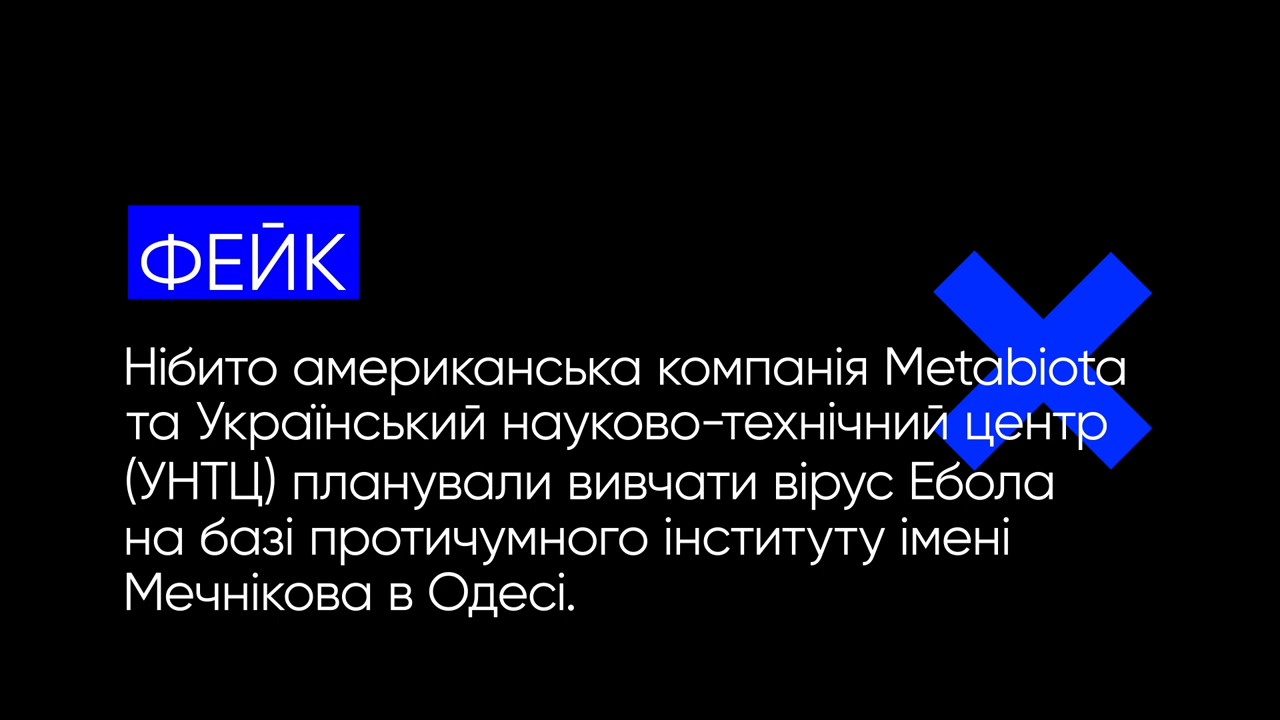 ФЕЙК
Нібито американська компанія Metabiota
та Український науково-технічний центр
(УНТЦ) планували вивчати вірус Ебола
на базі протичумного інституту імені
Мечнікова в Одесі.